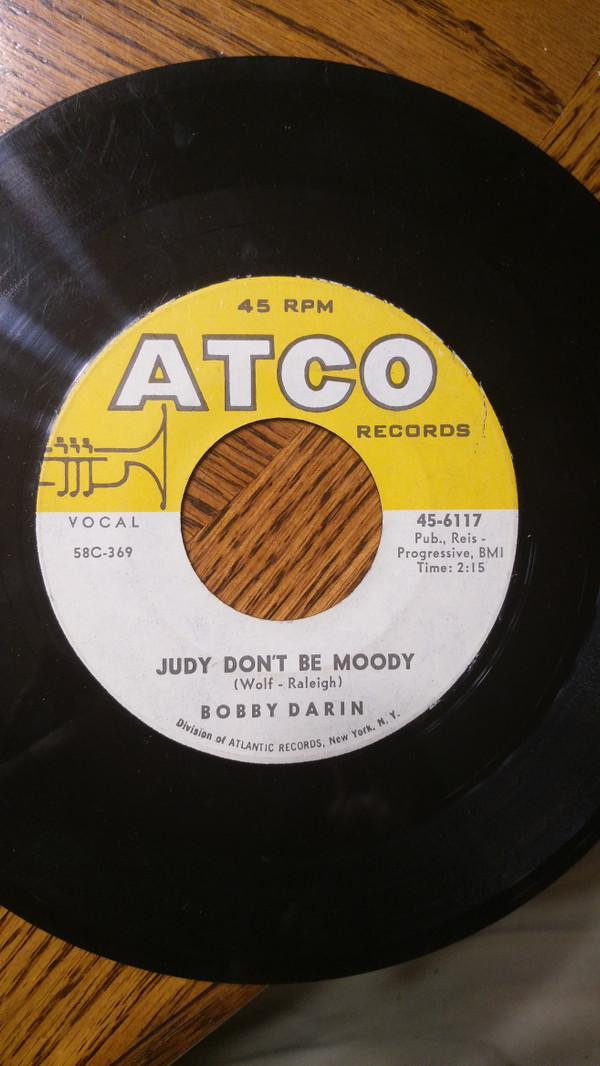 45 RPM
ATCO
RECORDS
VOCAL
58C-369
45-6117
Pub., Reis -
Progressive, BMI
Time: 2:15
JUDY DON'T BE MOODY
(Wolf - Raleigh)
BOBBY DARIN
Division of ATLANTIC RECORDS, New York, N. Y.